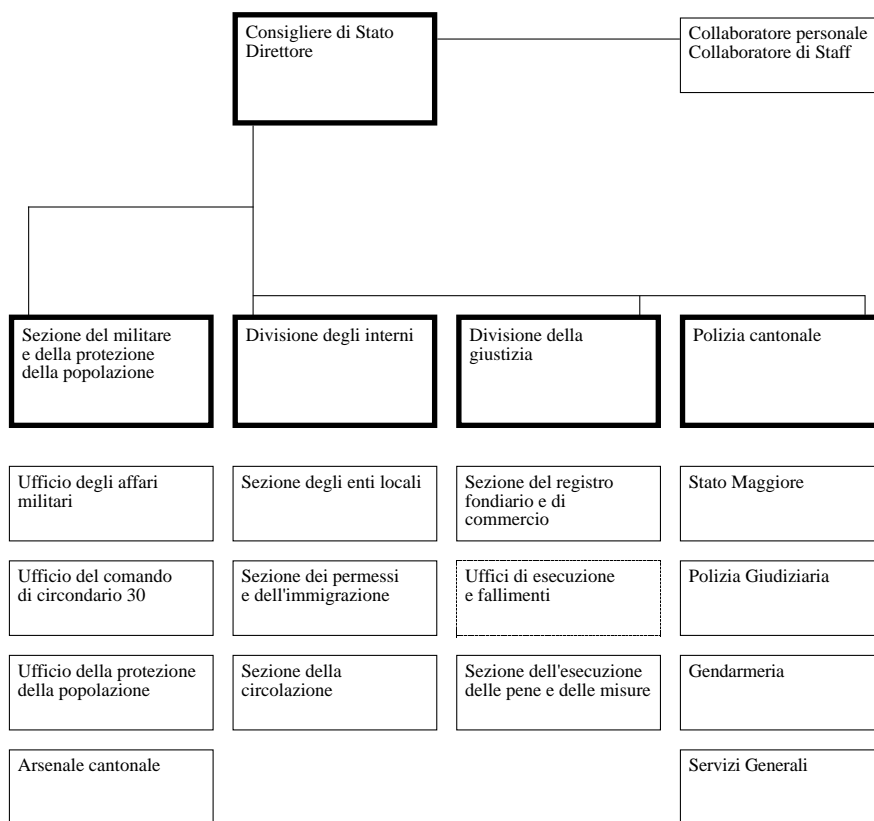 Consigliere di Stato
Direttore
Collaboratore personale
Collaboratore di Staff
Sezione del militare
e della protezione
della popolazione
Divisione degli interni
Divisione della
giustizia
Polizia cantonale
Ufficio degli affari
militari
Sezione degli enti locali
Sezione del registro
fondiario e di
commercio
Stato Maggiore
Ufficio del comando
di circondario 30
Sezione dei permessi
e dell'immigrazione
Uffici di esecuzione
e fallimenti
Polizia Giudiziaria
Ufficio della protezione
della popolazione
Sezione della
circolazione
Sezione dell'esecuzione
delle pene e delle misure
Gendarmeria
Arsenale cantonale
Servizi Generali